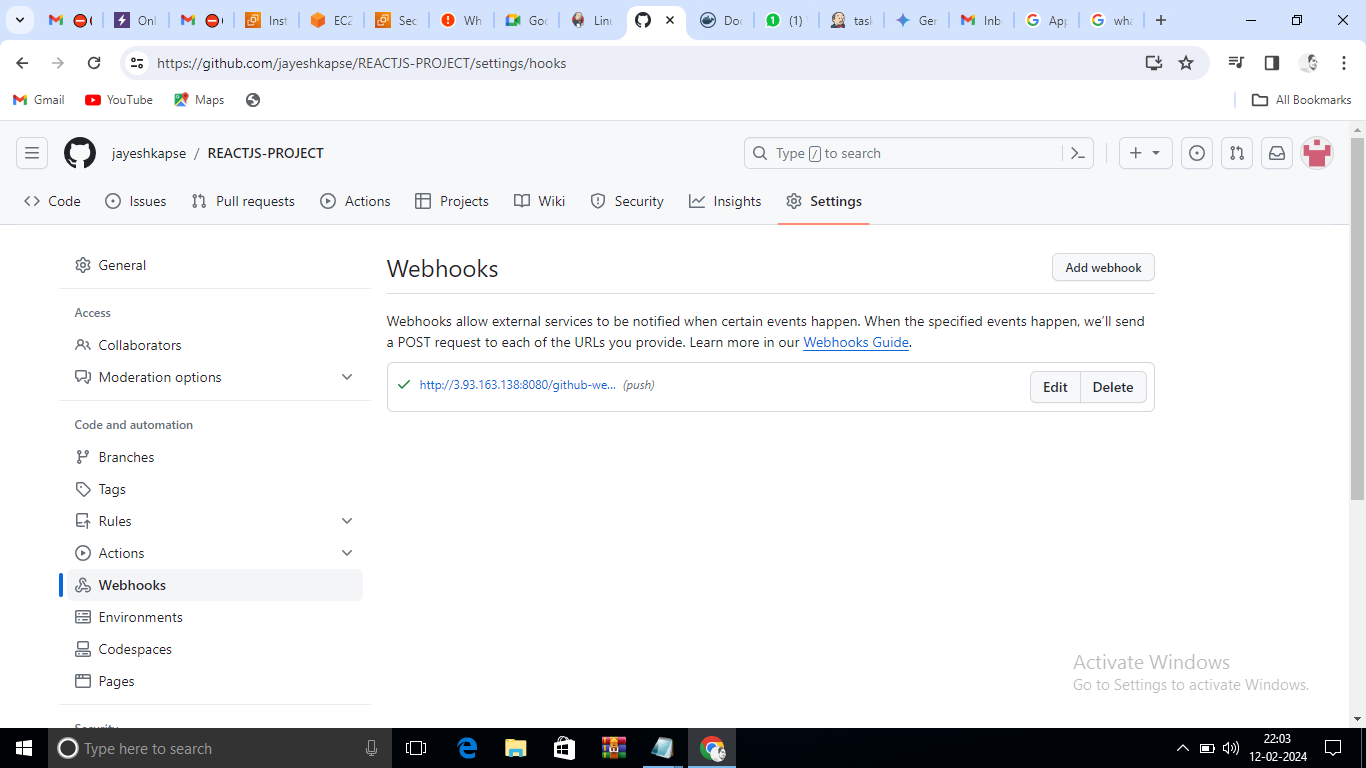 Onl
Inst
EC2
Sec
Wh
Goo
Linu
Doc
(1)
task
Ger
Inb
App
wha
https://github.com/jayeshkapse/REACTJS-PROJECT/settings/hooks
Gmail YouTube Maps All Bookmarks
jayeshkapse / REACTJS-PROJECT Type / to search
Code Issues Pull requests Actions Projects Wiki Security Insights Settings
General
Access
Collaborators
Moderation options
Code and automation
Branches
Tags
Rules
Actions
Webhooks
Environments
Codespaces
Pages
Security
Webhooks Add webhook
Webhooks allow external services to be notified when certain events happen. When the specified events happen, we'll send
a POST request to each of the URLs you provide. Learn more in our Webhooks Guide.
http://3.93.163.138:8080/github-we... (push) Edit Delete
Activate Windows
Go to Settings to activate Windows.
Type here to search
22:03
12-02-2024